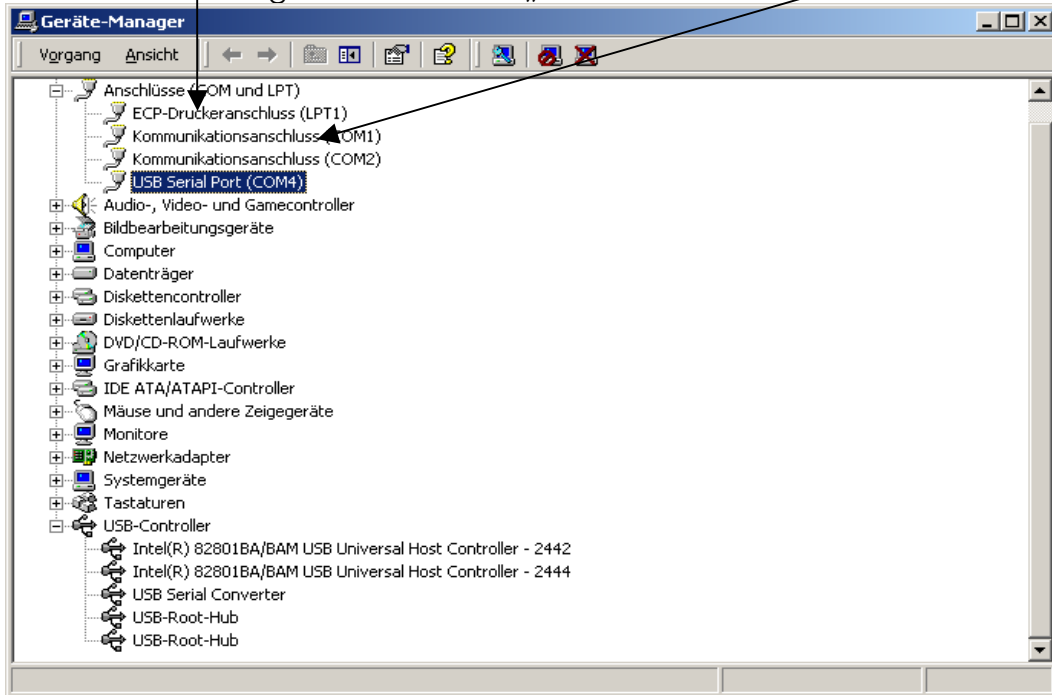 Geräte-Manager
Vorgang Ansicht
Anschlüsse (COM und LPT)
ECP-Druckeranschluss (LPT1)
Kommunikationsanschluss (COM1)
Kommunikationsanschluss (COM2)
USB Serial Port (COM4)
Audio-, Video- und Gamecontroller
Bildbearbeitungsgeräte
Computer
Datenträger
Diskettencontroller
Diskettenlaufwerke
DVD/CD-ROM-Laufwerke
Grafikkarte
IDE ATA/ATAPI-Controller
Mäuse und andere Zeigegeräte
Monitore
Netzwerkadapter
Systemgeräte
Tastaturen
USB-Controller
Intel(R) 82801BA/BAM USB Universal Host Controller - 2442
Intel(R) 82801BA/BAM USB Universal Host Controller - 2444
USB Serial Converter
USB-Root-Hub
USB-Root-Hub